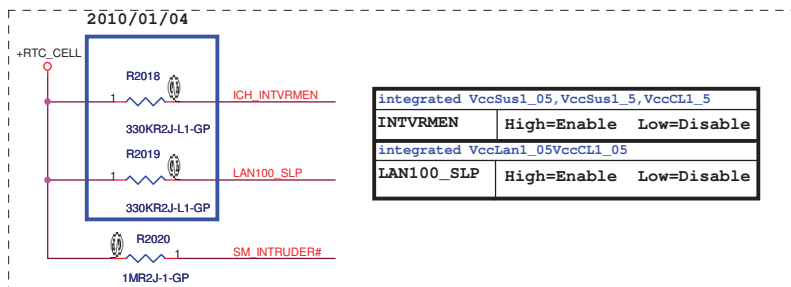 2010/01/04
+RTC_CELL
R2018
1
ICH_INTVRMEN
330KR2J-L1-GP
R2019
1
LAN100_SLP
330KR2J-L1-GP
R2020
1
SM_INTRUDER#
1MR2J-1-GP
integrated VccSus1_05,VccSus1_5,VccCL1_5
INTVRMEN High=Enable Low=Disable
integrated VccLan1_05VccCL1_05
LAN100_SLP High=Enable Low=Disable